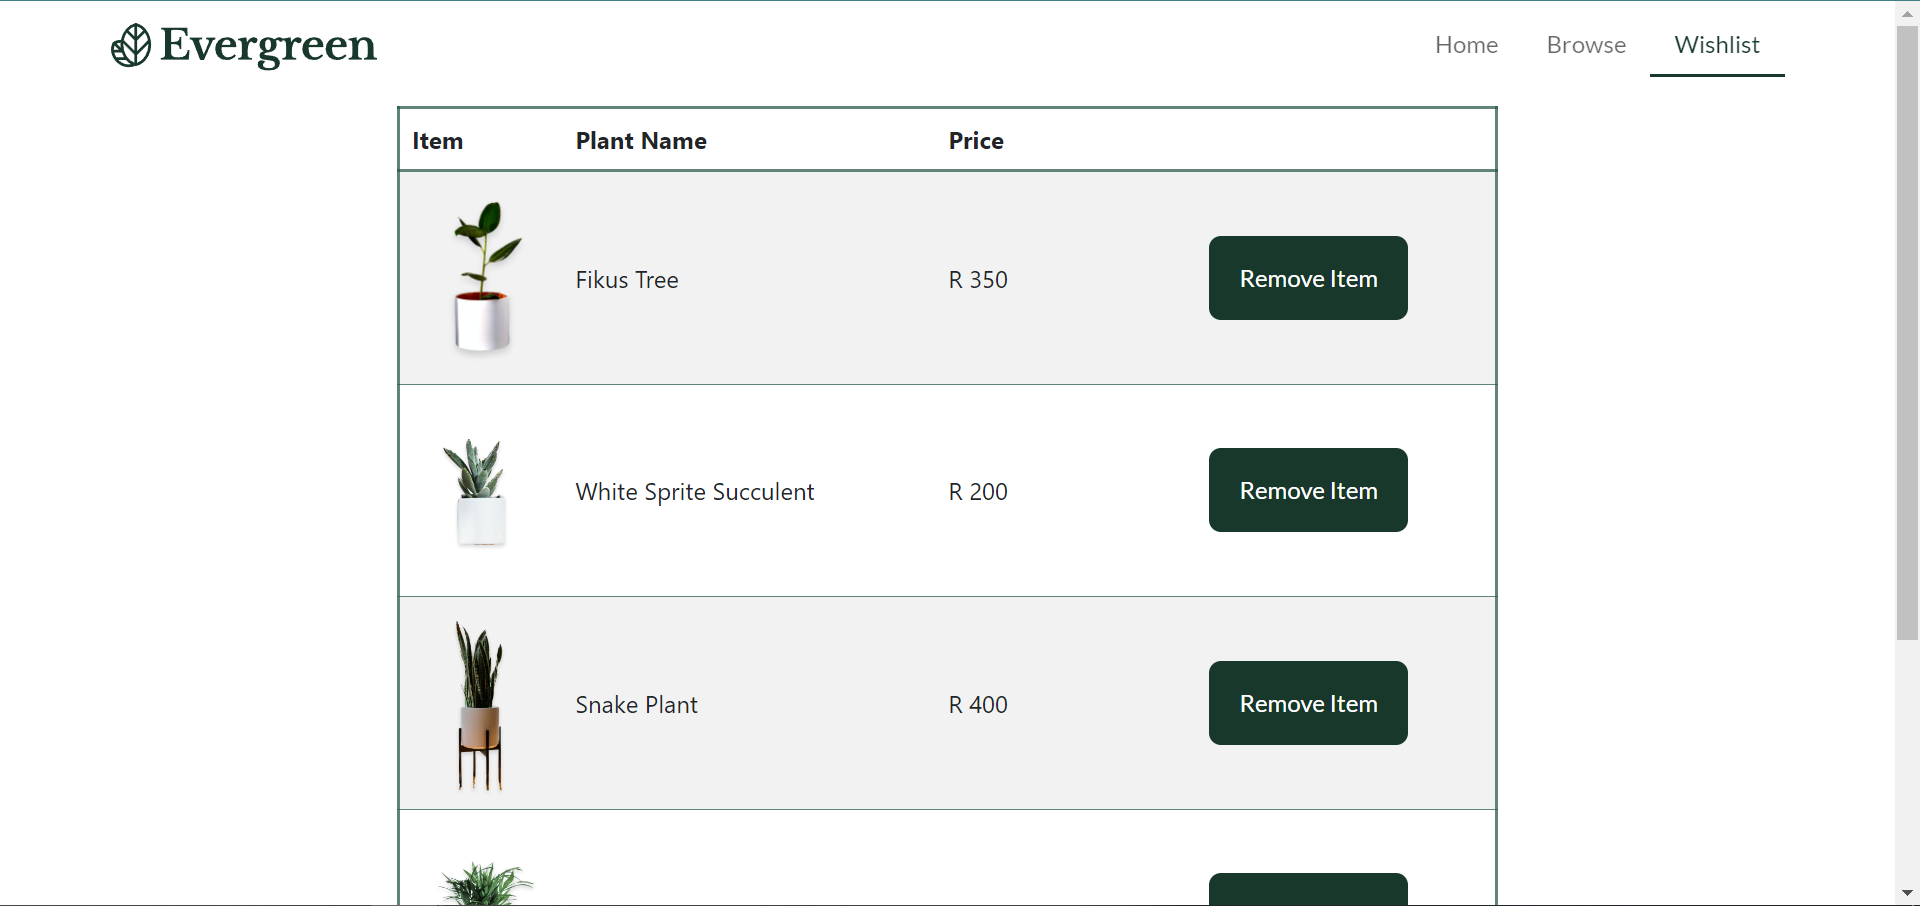 Evergreen
Home Browse Wishlist
Item Plant Name Price
Fikus Tree R 350 Remove Item
White Sprite Succulent R 200 Remove Item
Snake Plant R 400 Remove Item